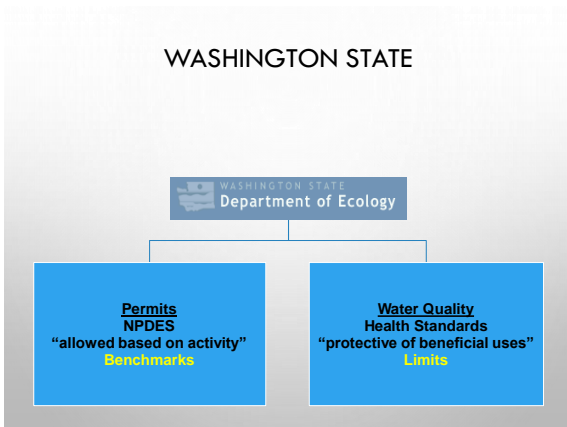 WASHINGTON STATE
WASHINGTON STATE
Department of Ecology
Permits
NPDES
“allowed based on activity”
Benchmarks
Water Quality
Health Standards
“protective of beneficial uses”
Limits